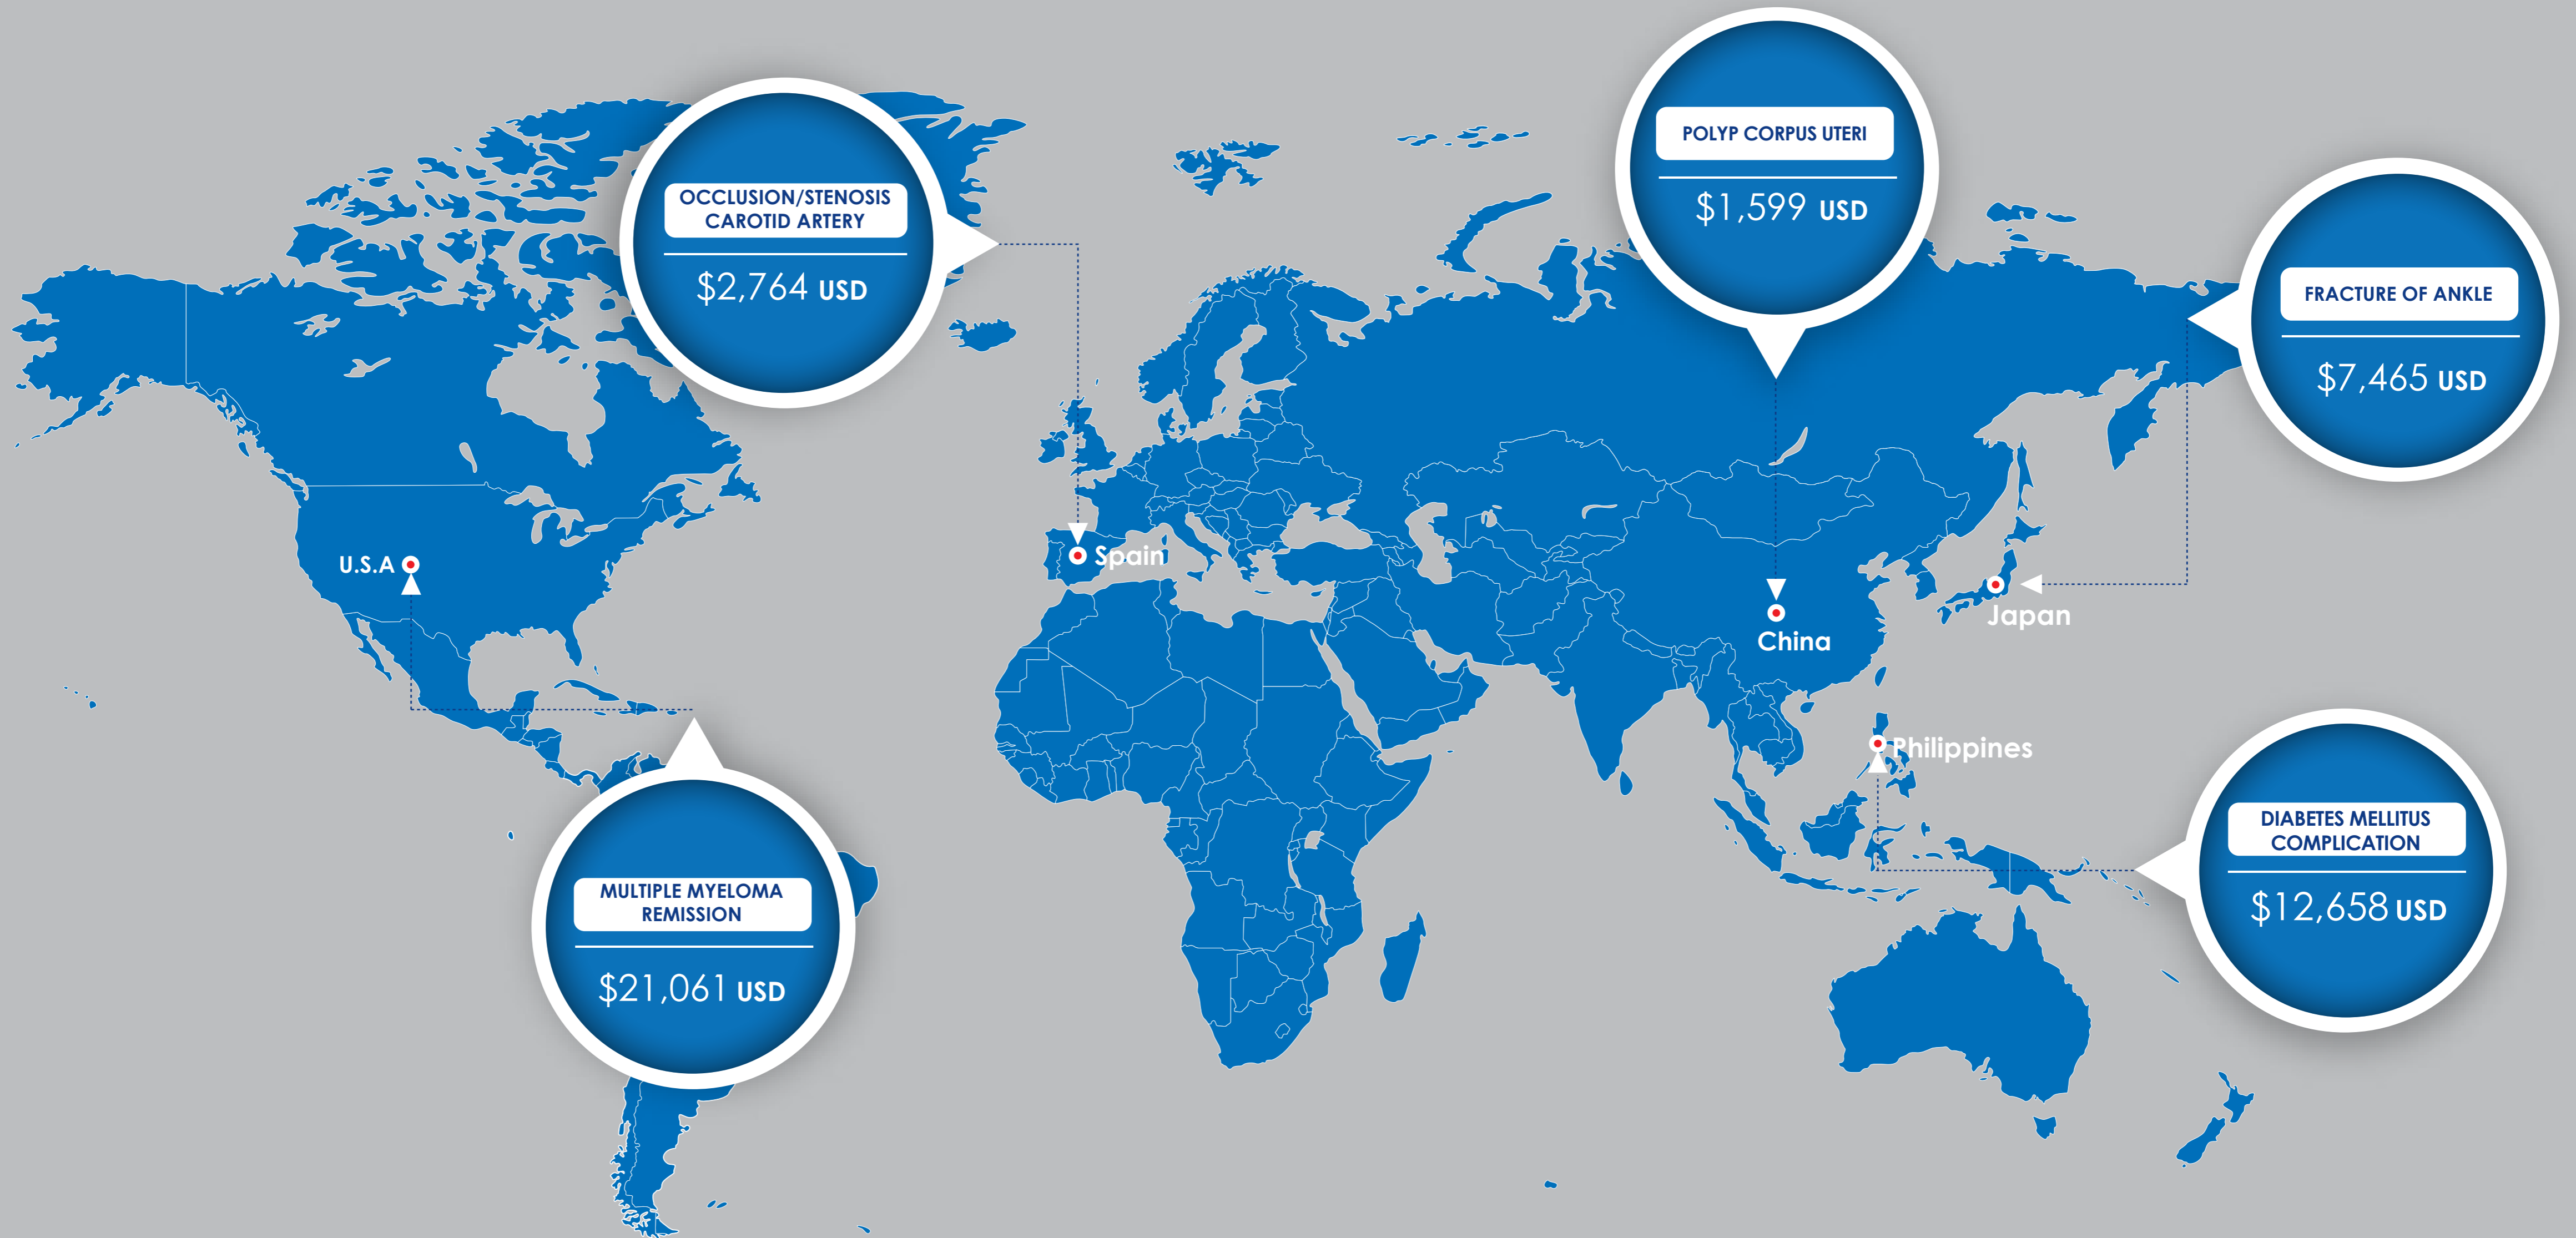 POLYP CORPUS UTERI
$1,599 USD
OCCLUSION/STENOSIS
CAROTID ARTERY
$2,764 USD
FRACTURE OF ANKLE
$7,465 USD
U.S.A
Spain
China
Japan
Philippines
MULTIPLE MYELOMA
REMISSION
$21,061 USD
DIABETES MELLITUS
COMPLICATION
$12,658 USD